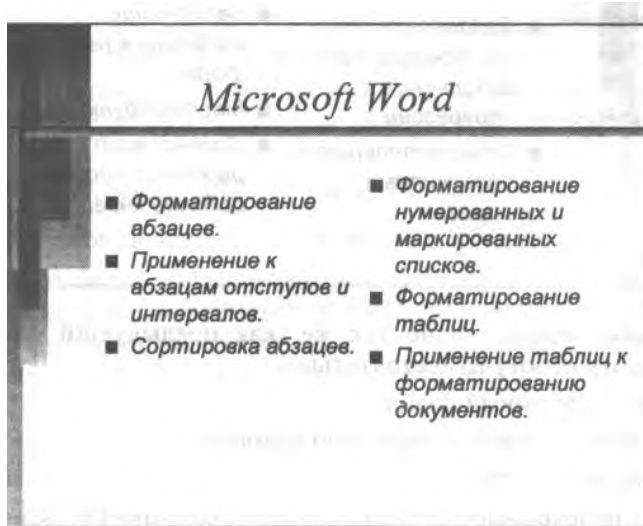 Microsoft Word
Форматирование
абзацев.
Применение к
абзацам отступов и
интервалов.
Сортировка абзацев.
Форматирование
нумерованных и
маркированных
списков.
Форматирование
таблиц.
Применение таблиц к
форматированию
документов.